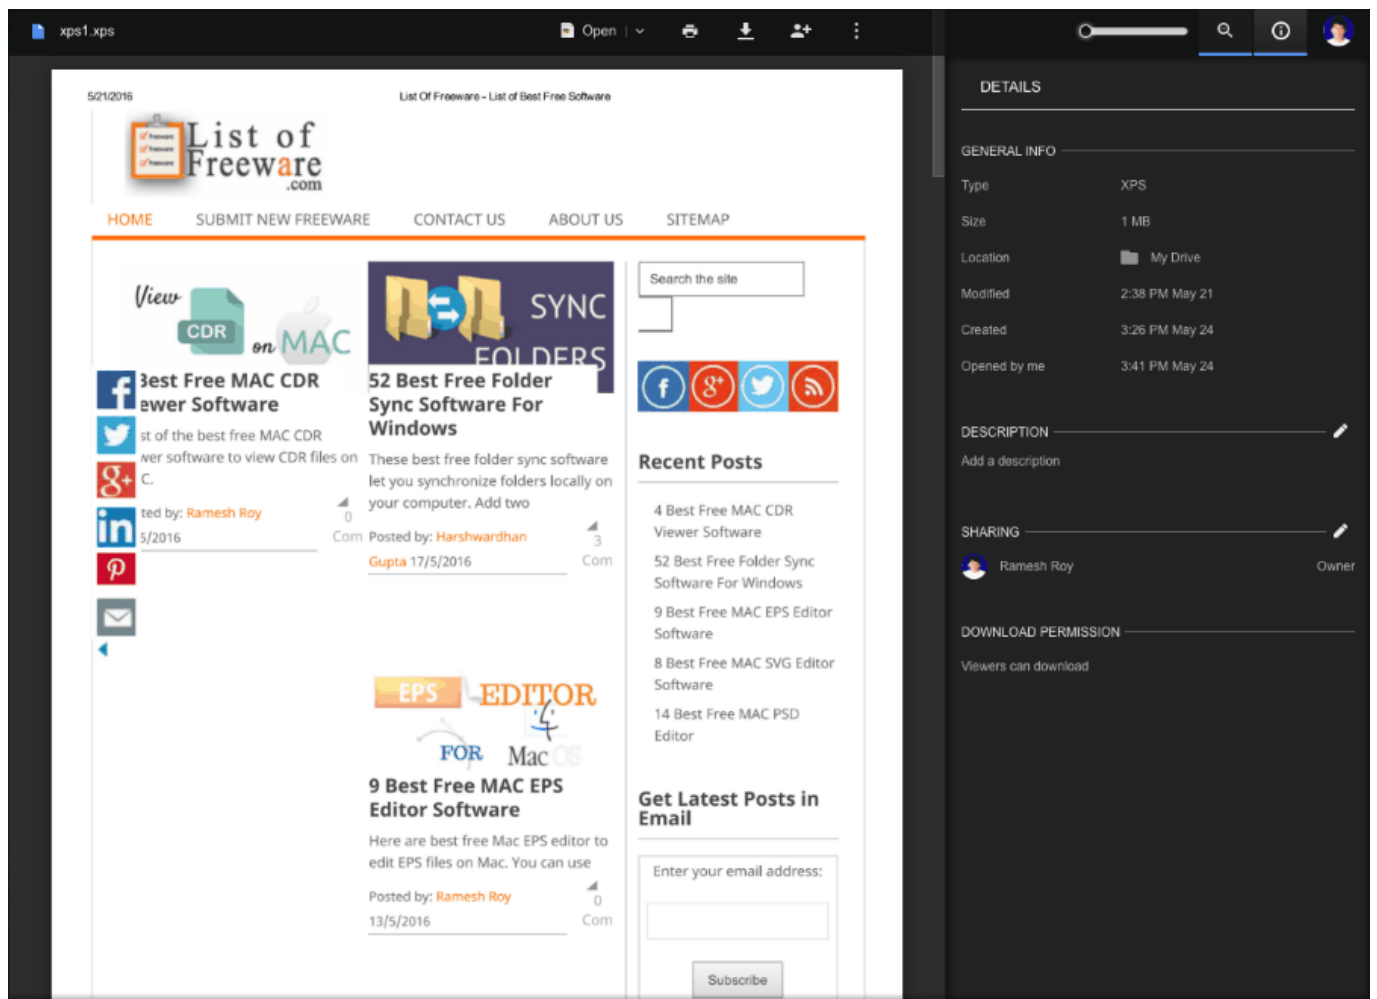 xps1.xps
Open
5/21/2016
List Of Freeware - List of Best Free Software
List of
Freeware
.com
HOME
SUBMIT NEW FREEWARE
CONTACT US
ABOUT US
SITEMAP
View
CDR
on MAC
Best Free MAC CDR
ewer Software
st of the best free MAC CDR
wer software to view CDR files on
C.
ted by: Ramesh Roy
5/2016
0
Com
SYNC
FOLDERS
52 Best Free Folder
Sync Software For
Windows
These best free folder sync software
let you synchronize folders locally on
your computer. Add two
Posted by: Harshwardhan
Gupta 17/5/2016
3
Com
EPS EDITOR
FOR Mac OS
9 Best Free MAC EPS
Editor Software
Here are best free Mac EPS editor to
edit EPS files on Mac. You can use
Posted by: Ramesh Roy
13/5/2016
0
Com
Search the site
Recent Posts
4 Best Free MAC CDR
Viewer Software
52 Best Free Folder Sync
Software For Windows
9 Best Free MAC EPS Editor
Software
8 Best Free MAC SVG Editor
Software
14 Best Free MAC PSD
Editor
Get Latest Posts in
Email
Enter your email address:
Subscribe
DETAILS
GENERAL INFO
Type XPS
Size 1 MB
Location My Drive
Modified 2:38 PM May 21
Created 3:26 PM May 24
Opened by me 3:41 PM May 24
DESCRIPTION
Add a description
SHARING
Ramesh Roy Owner
DOWNLOAD PERMISSION
Viewers can download